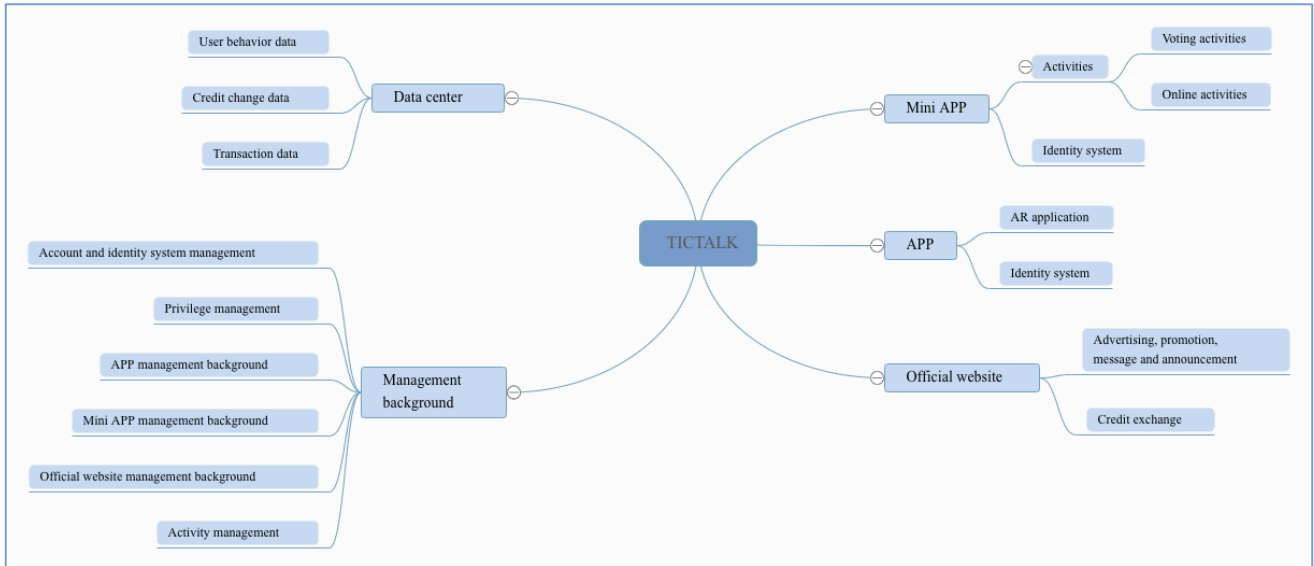 TICTALK
Data center
User behavior data
Credit change data
Transaction data
Management
background
Account and identity system management
Privilege management
APP management background
Mini APP management background
Official website management background
Activity management
Mini APP
Activities
Voting activities
Online activities
Identity system
APP
AR application
Identity system
Official website
Advertising, promotion,
message and announcement
Credit exchange